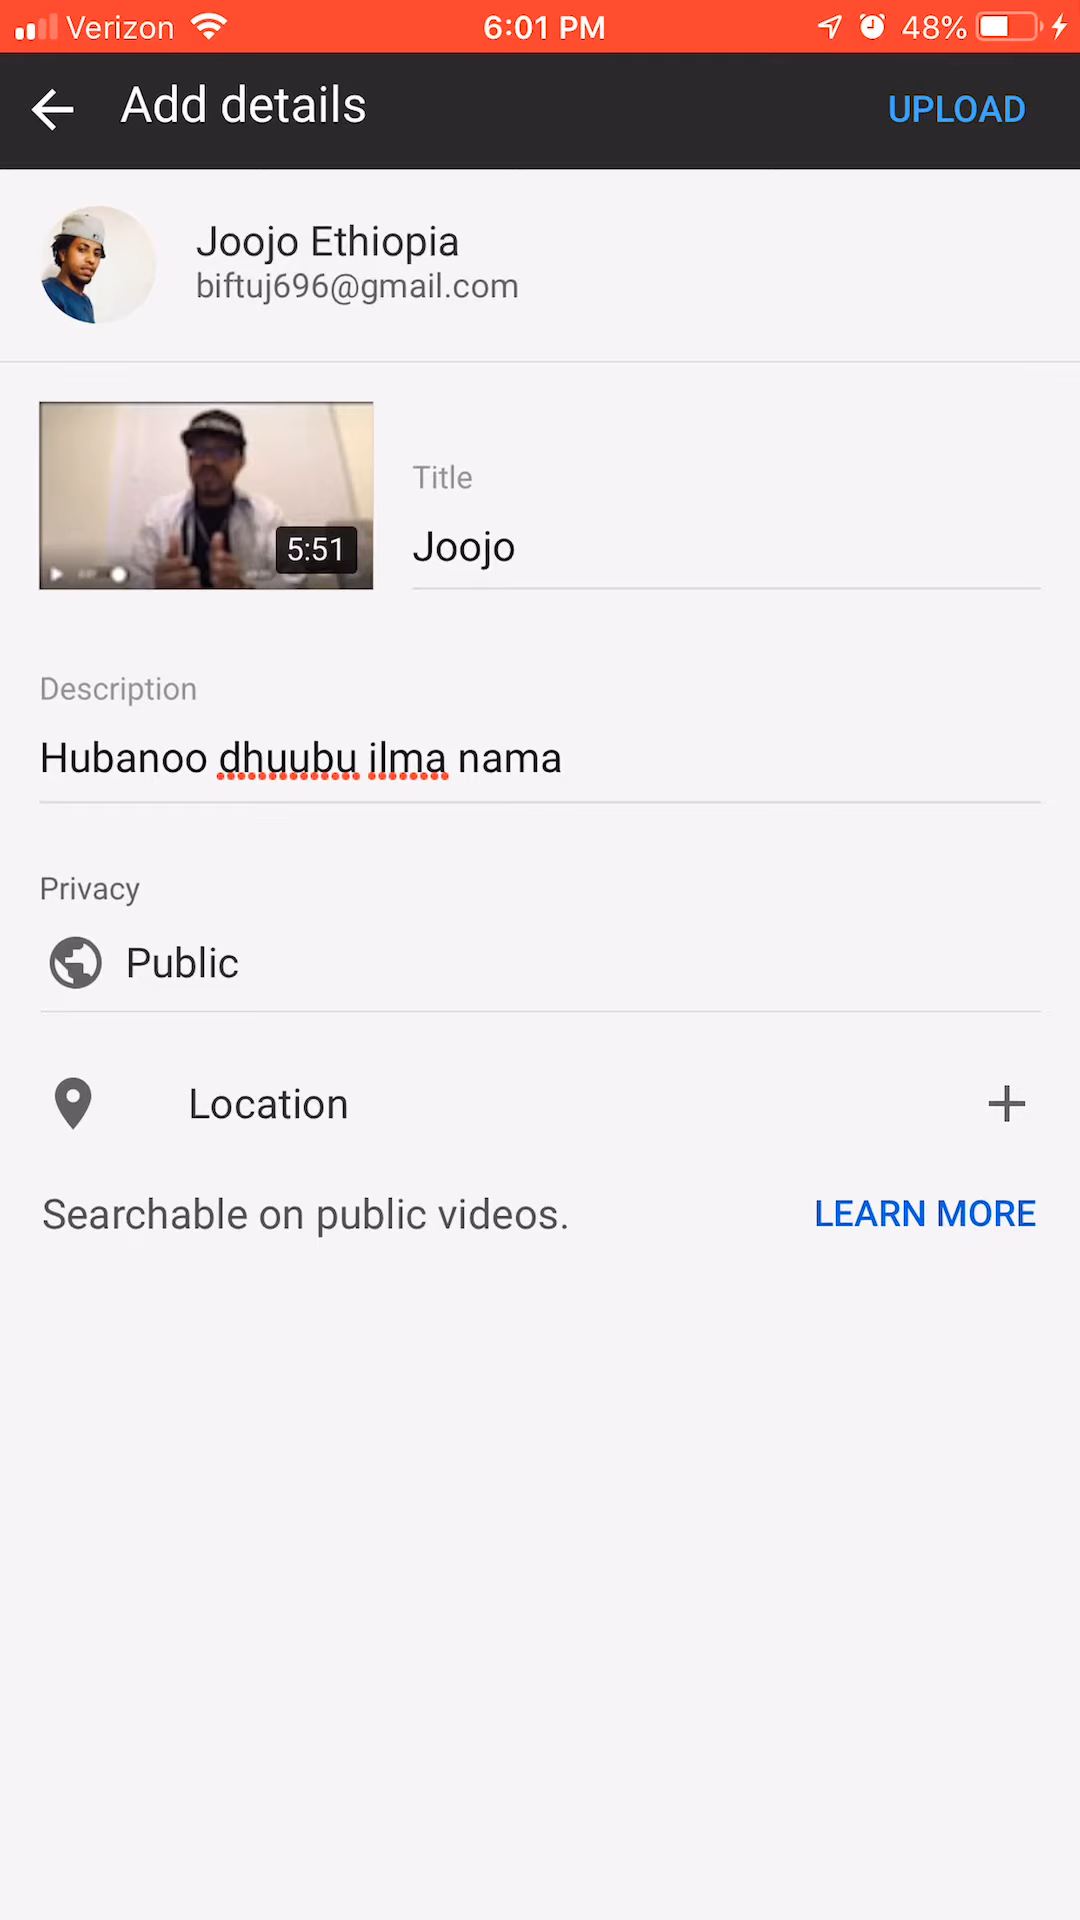 Verizon 6:01 PM 48%
Add details UPLOAD
Joojo Ethiopia
biftuj696@gmail.com
5:51
Title
Joojo
Description
Hubanoo dhuubu ilma nama
Privacy
Public
Location
Searchable on public videos. LEARN MORE